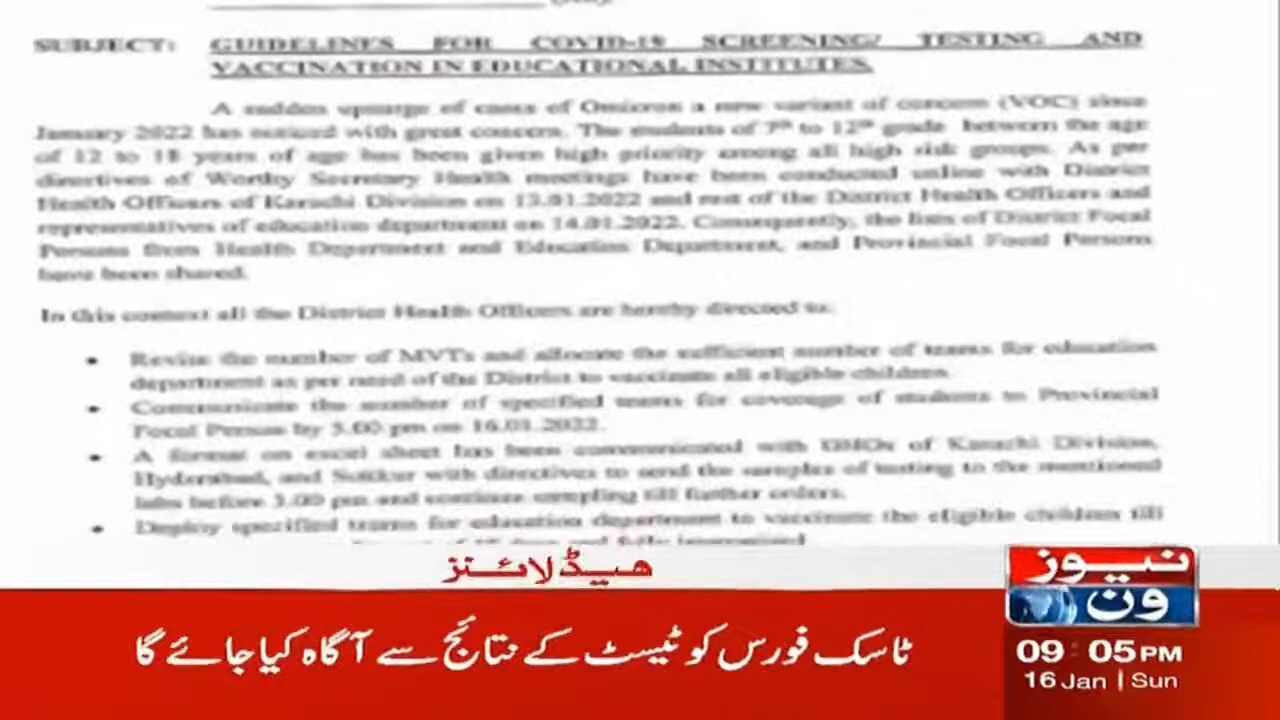 SUBJECT: GUIDELINES FOR COVID-19 SCREENING/ TESTING AND
VACCINATION IN EDUCATIONAL INSTITUTES.
A sudden upsurge of cases of Omicron a new variant of concern (VOC) since
January 2022 has noticed with great concern. The students of 7th to 12th grade between the age
of 12 to 18 years of age has been given high priority among all high risk groups. As per
directives of Worthy Secretary Health meetings have been conducted online with District
Health Officers of Karachi Division on 13.01.2022 and rest of the District Health Officers and
representatives of education department on 14.01.2022. Consequently, the lists of District Focal
Persons from Health Department and Education Department, and Provincial Focal Persons
have been shared.
In this context all the District Health Officers are hereby directed to:
• Revise the number of MVTs and allocate the sufficient number of teams for education
department as per need of the District to vaccinate all eligible children.
• Communicate the number of specified teams for coverage of students to Provincial
Focal Person by 5.00 pm on 16.01.2022.
• A format on excel sheet has been communicated with DHOs of Karachi Division,
Hyderabad, and Sukkur with directives to send the samples of testing to the mentioned
labs before 3.00 pm and continue sampling till further orders.
• Deploy specified teams for education department to vaccinate the eligible children till
ہیڈلائنز
نیوز
ون
ٹاسک فورس کو ٹیسٹ کے نتائج سے آگاہ کیا جائے گا
09:05PM
16 Jan | Sun